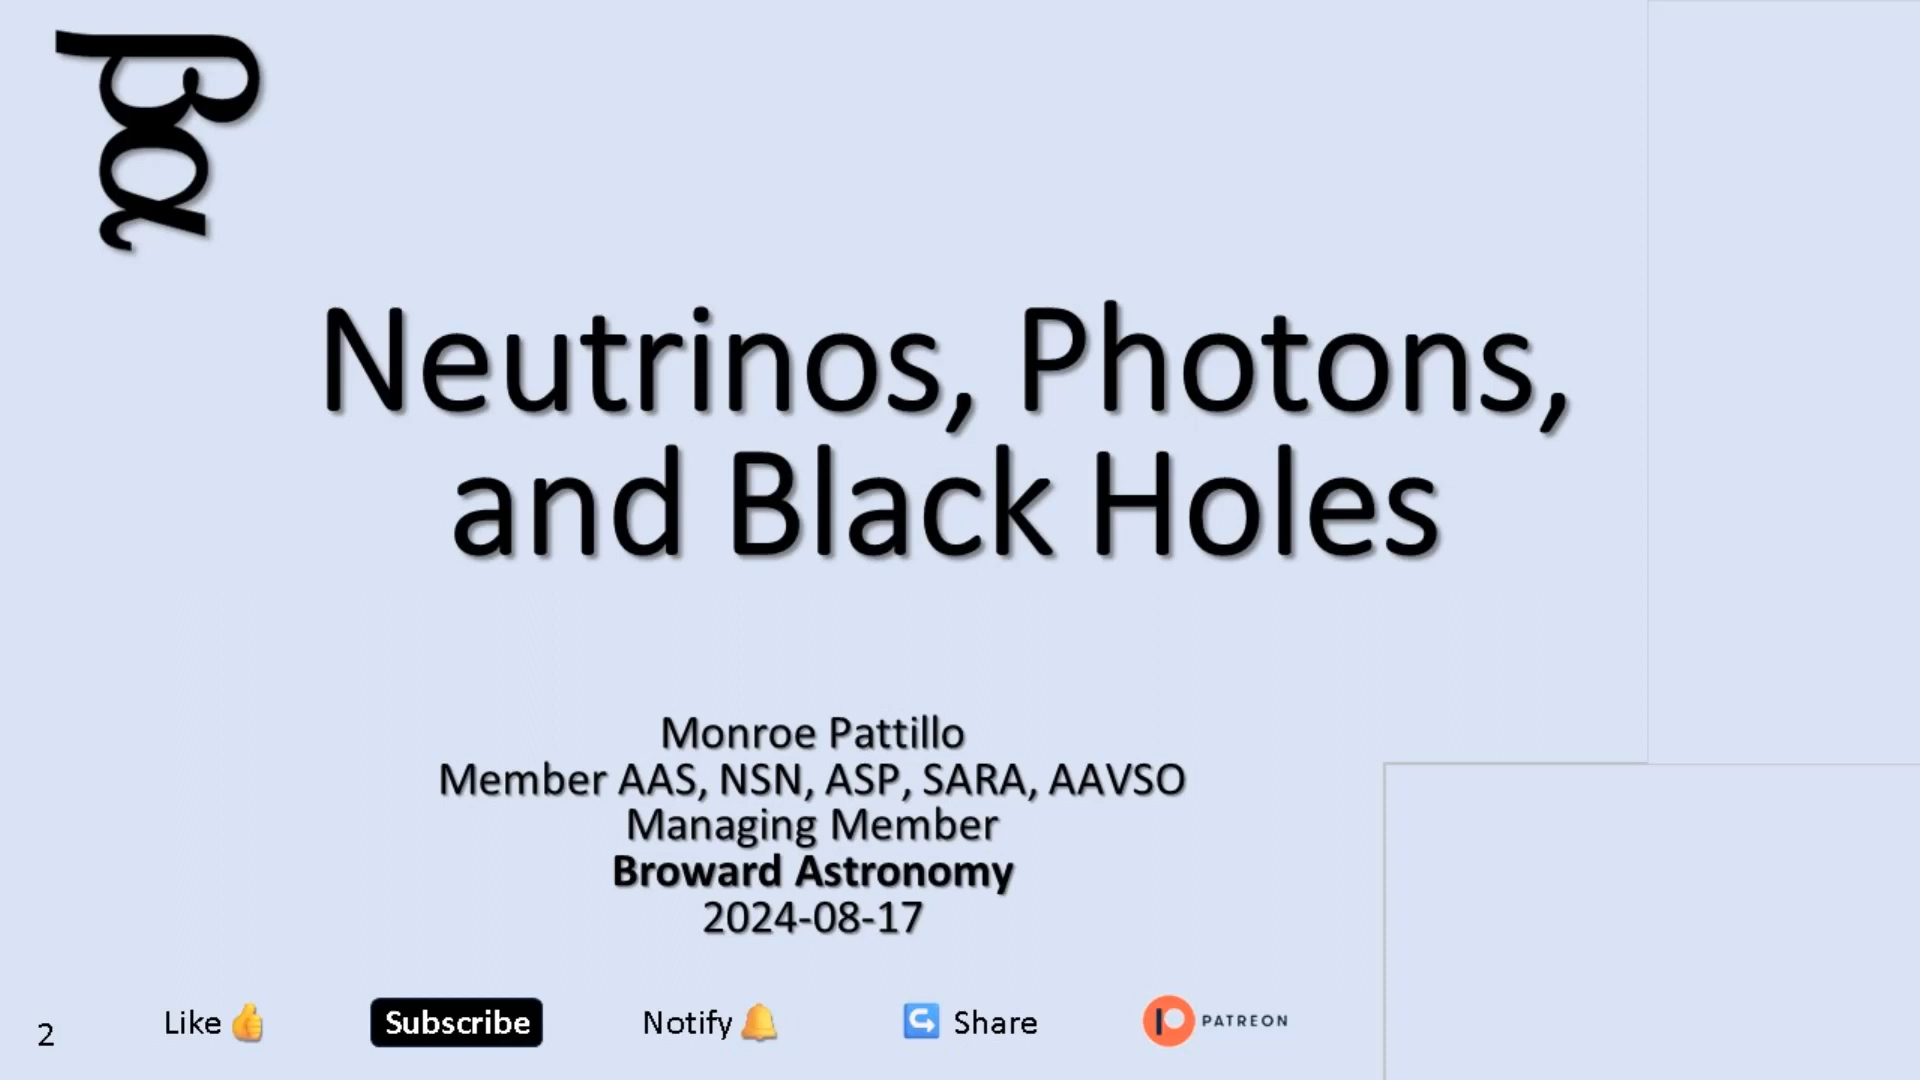 βα
Neutrinos, Photons,
and Black Holes
Monroe Pattillo
Member AAS, NSN, ASP, SARA, AAVSO
Managing Member
Broward Astronomy
2024-08-17
2 Like 👍 Subscribe Notify 🔔 ↪ Share PATREON